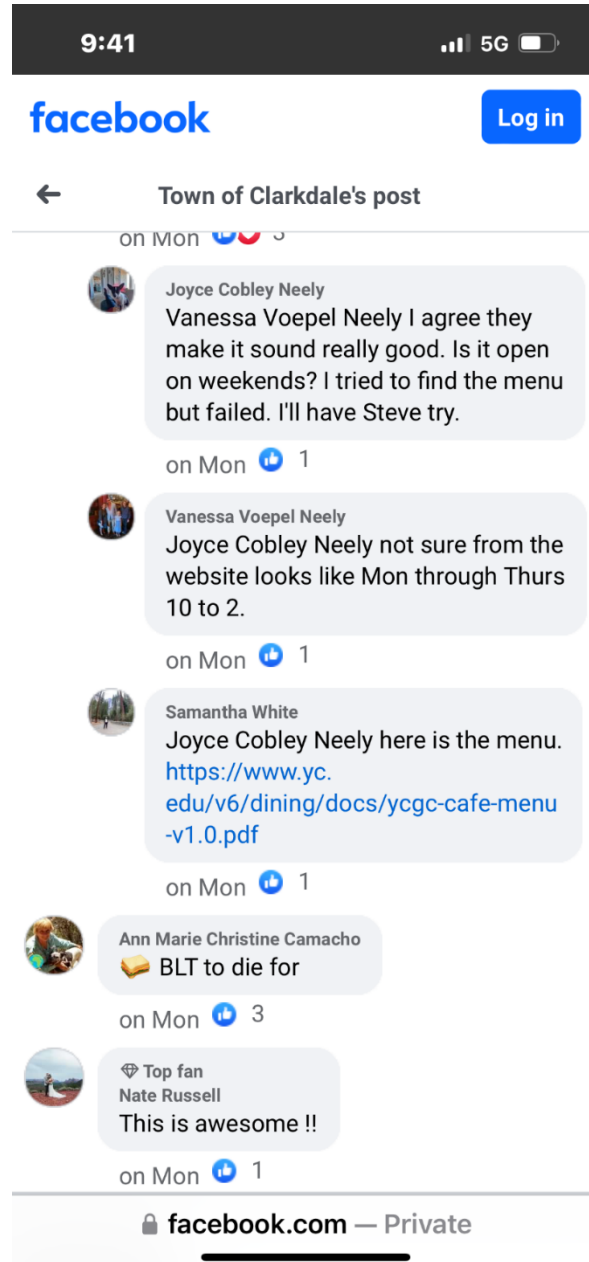 9:41
5G
facebook
Log in
Town of Clarkdale's post
on Mon
Joyce Cobley Neely
Vanessa Voepel Neely I agree they
make it sound really good. Is it open
on weekends? I tried to find the menu
but failed. I'll have Steve try.
on Mon 1
Vanessa Voepel Neely
Joyce Cobley Neely not sure from the
website looks like Mon through Thurs
10 to 2.
on Mon 1
Samantha White
Joyce Cobley Neely here is the menu.
https://www.yc.
edu/v6/dining/docs/ycgc-cafe-menu
-v1.0.pdf
on Mon 1
Ann Marie Christine Camacho
🥪 BLT to die for
on Mon 3
Top fan
Nate Russell
This is awesome !!
on Mon 1
facebook.com — Private